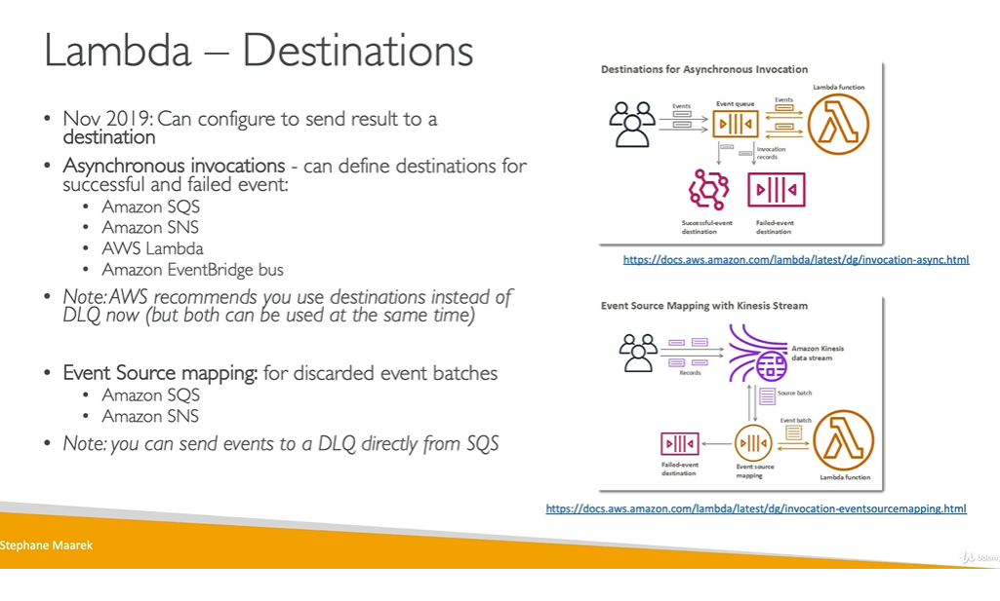 Lambda – Destinations
• Nov 2019: Can configure to send result to a
destination
• Asynchronous invocations - can define destinations for
successful and failed event:
• Amazon SQS
• Amazon SNS
• AWS Lambda
• Amazon EventBridge bus
• Note: AWS recommends you use destinations instead of
DLQ now (but both can be used at the same time)
• Event Source mapping: for discarded event batches
• Amazon SQS
• Amazon SNS
• Note: you can send events to a DLQ directly from SQS
Destinations for Asynchronous Invocation
Lambda function
Events
Event queue
Events
Invocation
records
Successful-event
destination
Failed-event
destination
https://docs.aws.amazon.com/lambda/latest/dg/invocation-async.html
Event Source Mapping with Kinesis Stream
Amazon Kinesis
data stream
Records
Source batch
Event batch
Failed-event
destination
Event source
mapping
Lambda function
https://docs.aws.amazon.com/lambda/latest/dg/invocation-eventsourcemapping.html
Stephane Maarek